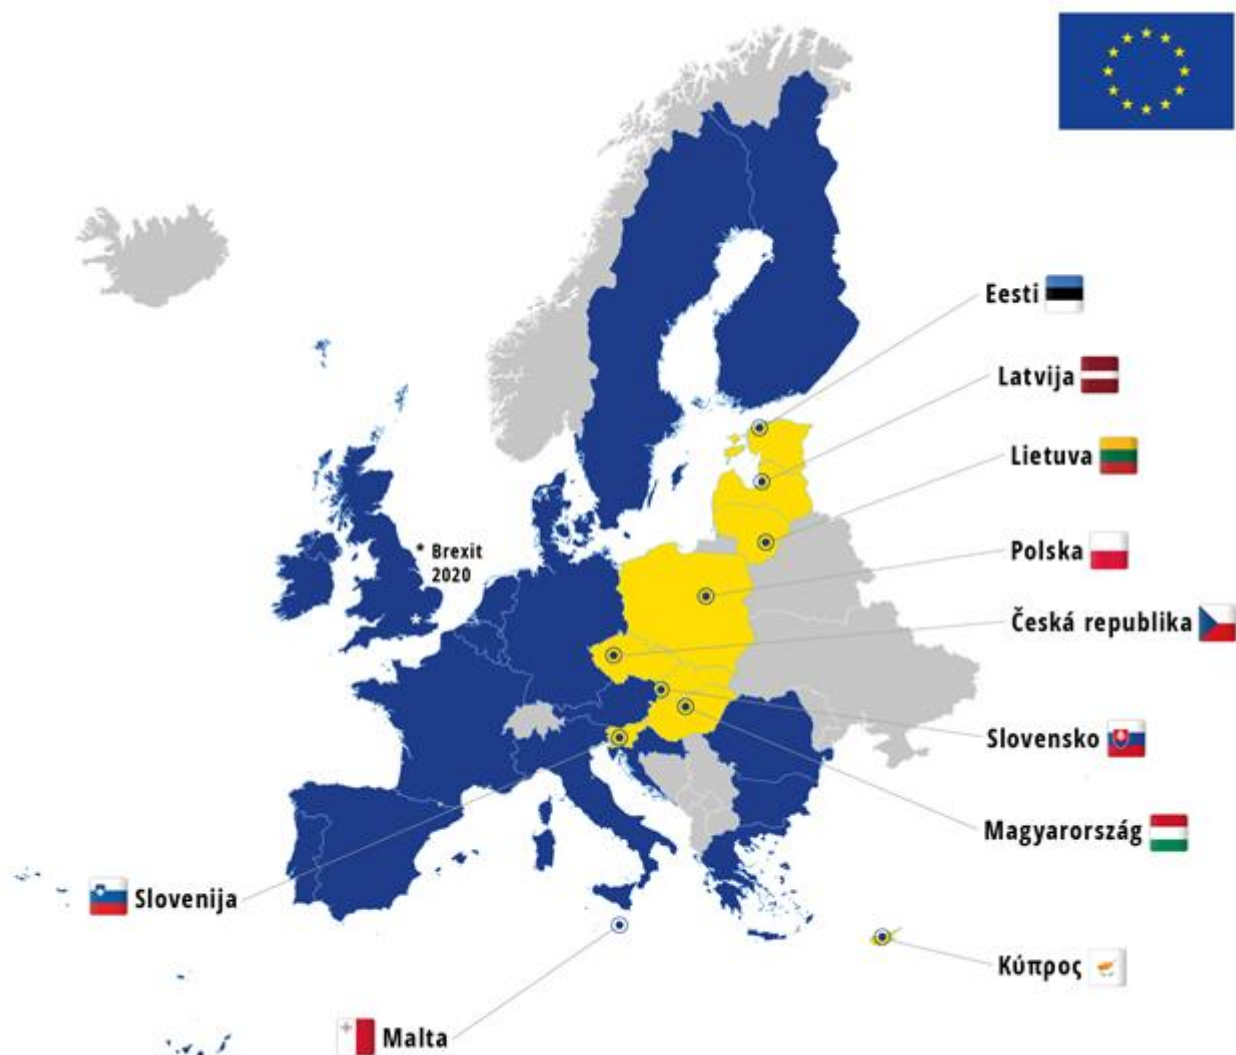 Eesti
Latvija
Lietuva
* Brexit
2020
Polska
Česká republika
Slovensko
Magyarország
Slovenija
Κύπρος
Malta